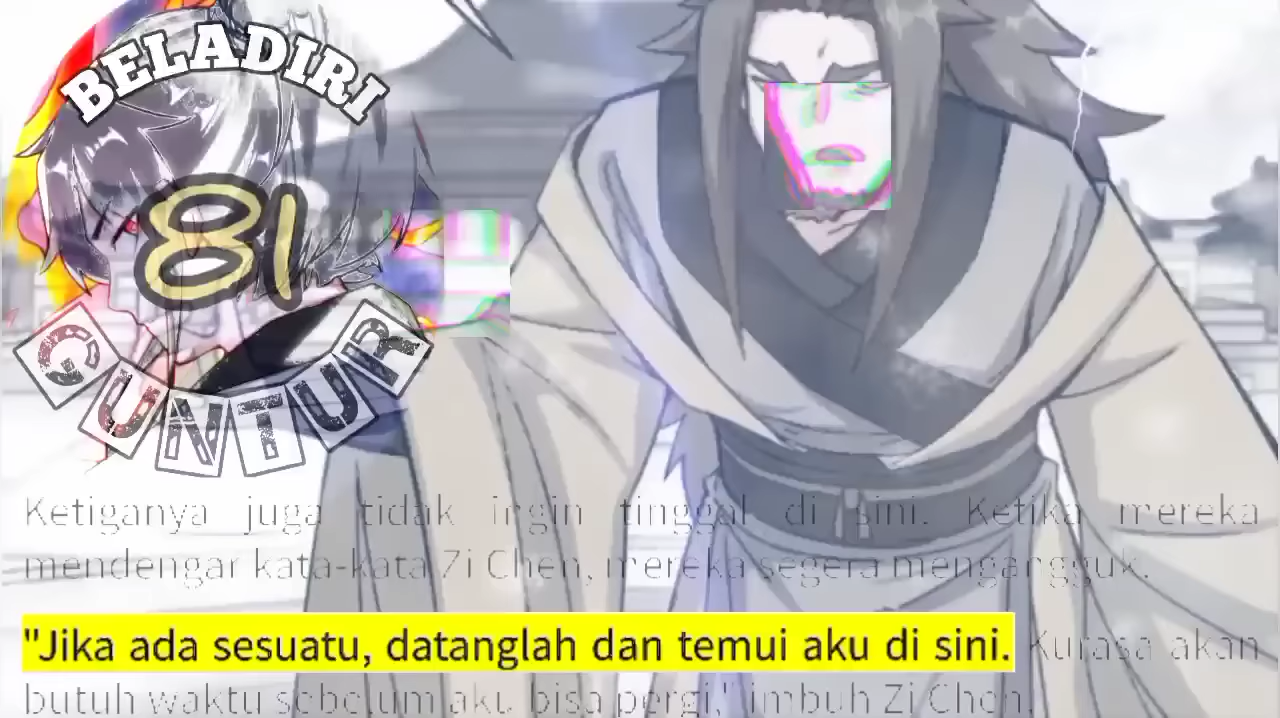 BELADIRI
81
GUNTUR
Ketiganya juga tidak ingin tinggal di sini. Ketika mereka
mendengar kata-kata Zi Chen, mereka segera mengangguk.
"Jika ada sesuatu, datanglah dan temui aku di sini. Kurasa akan
butuh waktu sebelum aku bisa pergi," imbuh Zi Chen.